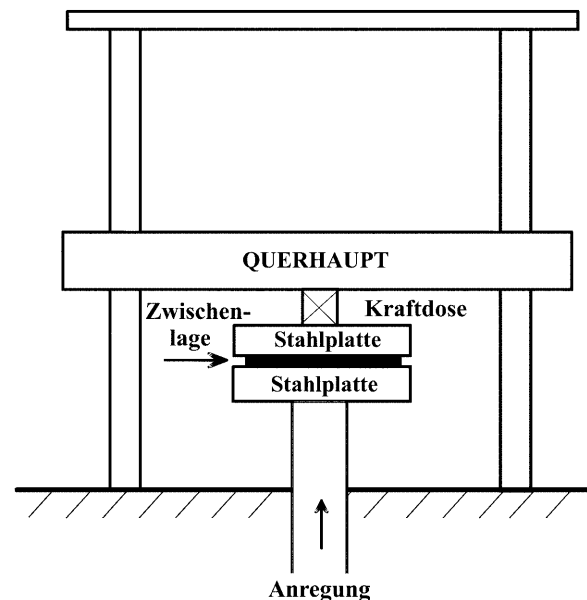 QUERHAUPT
Zwischen-
lage
Kraftdose
Stahlplatte
Stahlplatte
Anregung